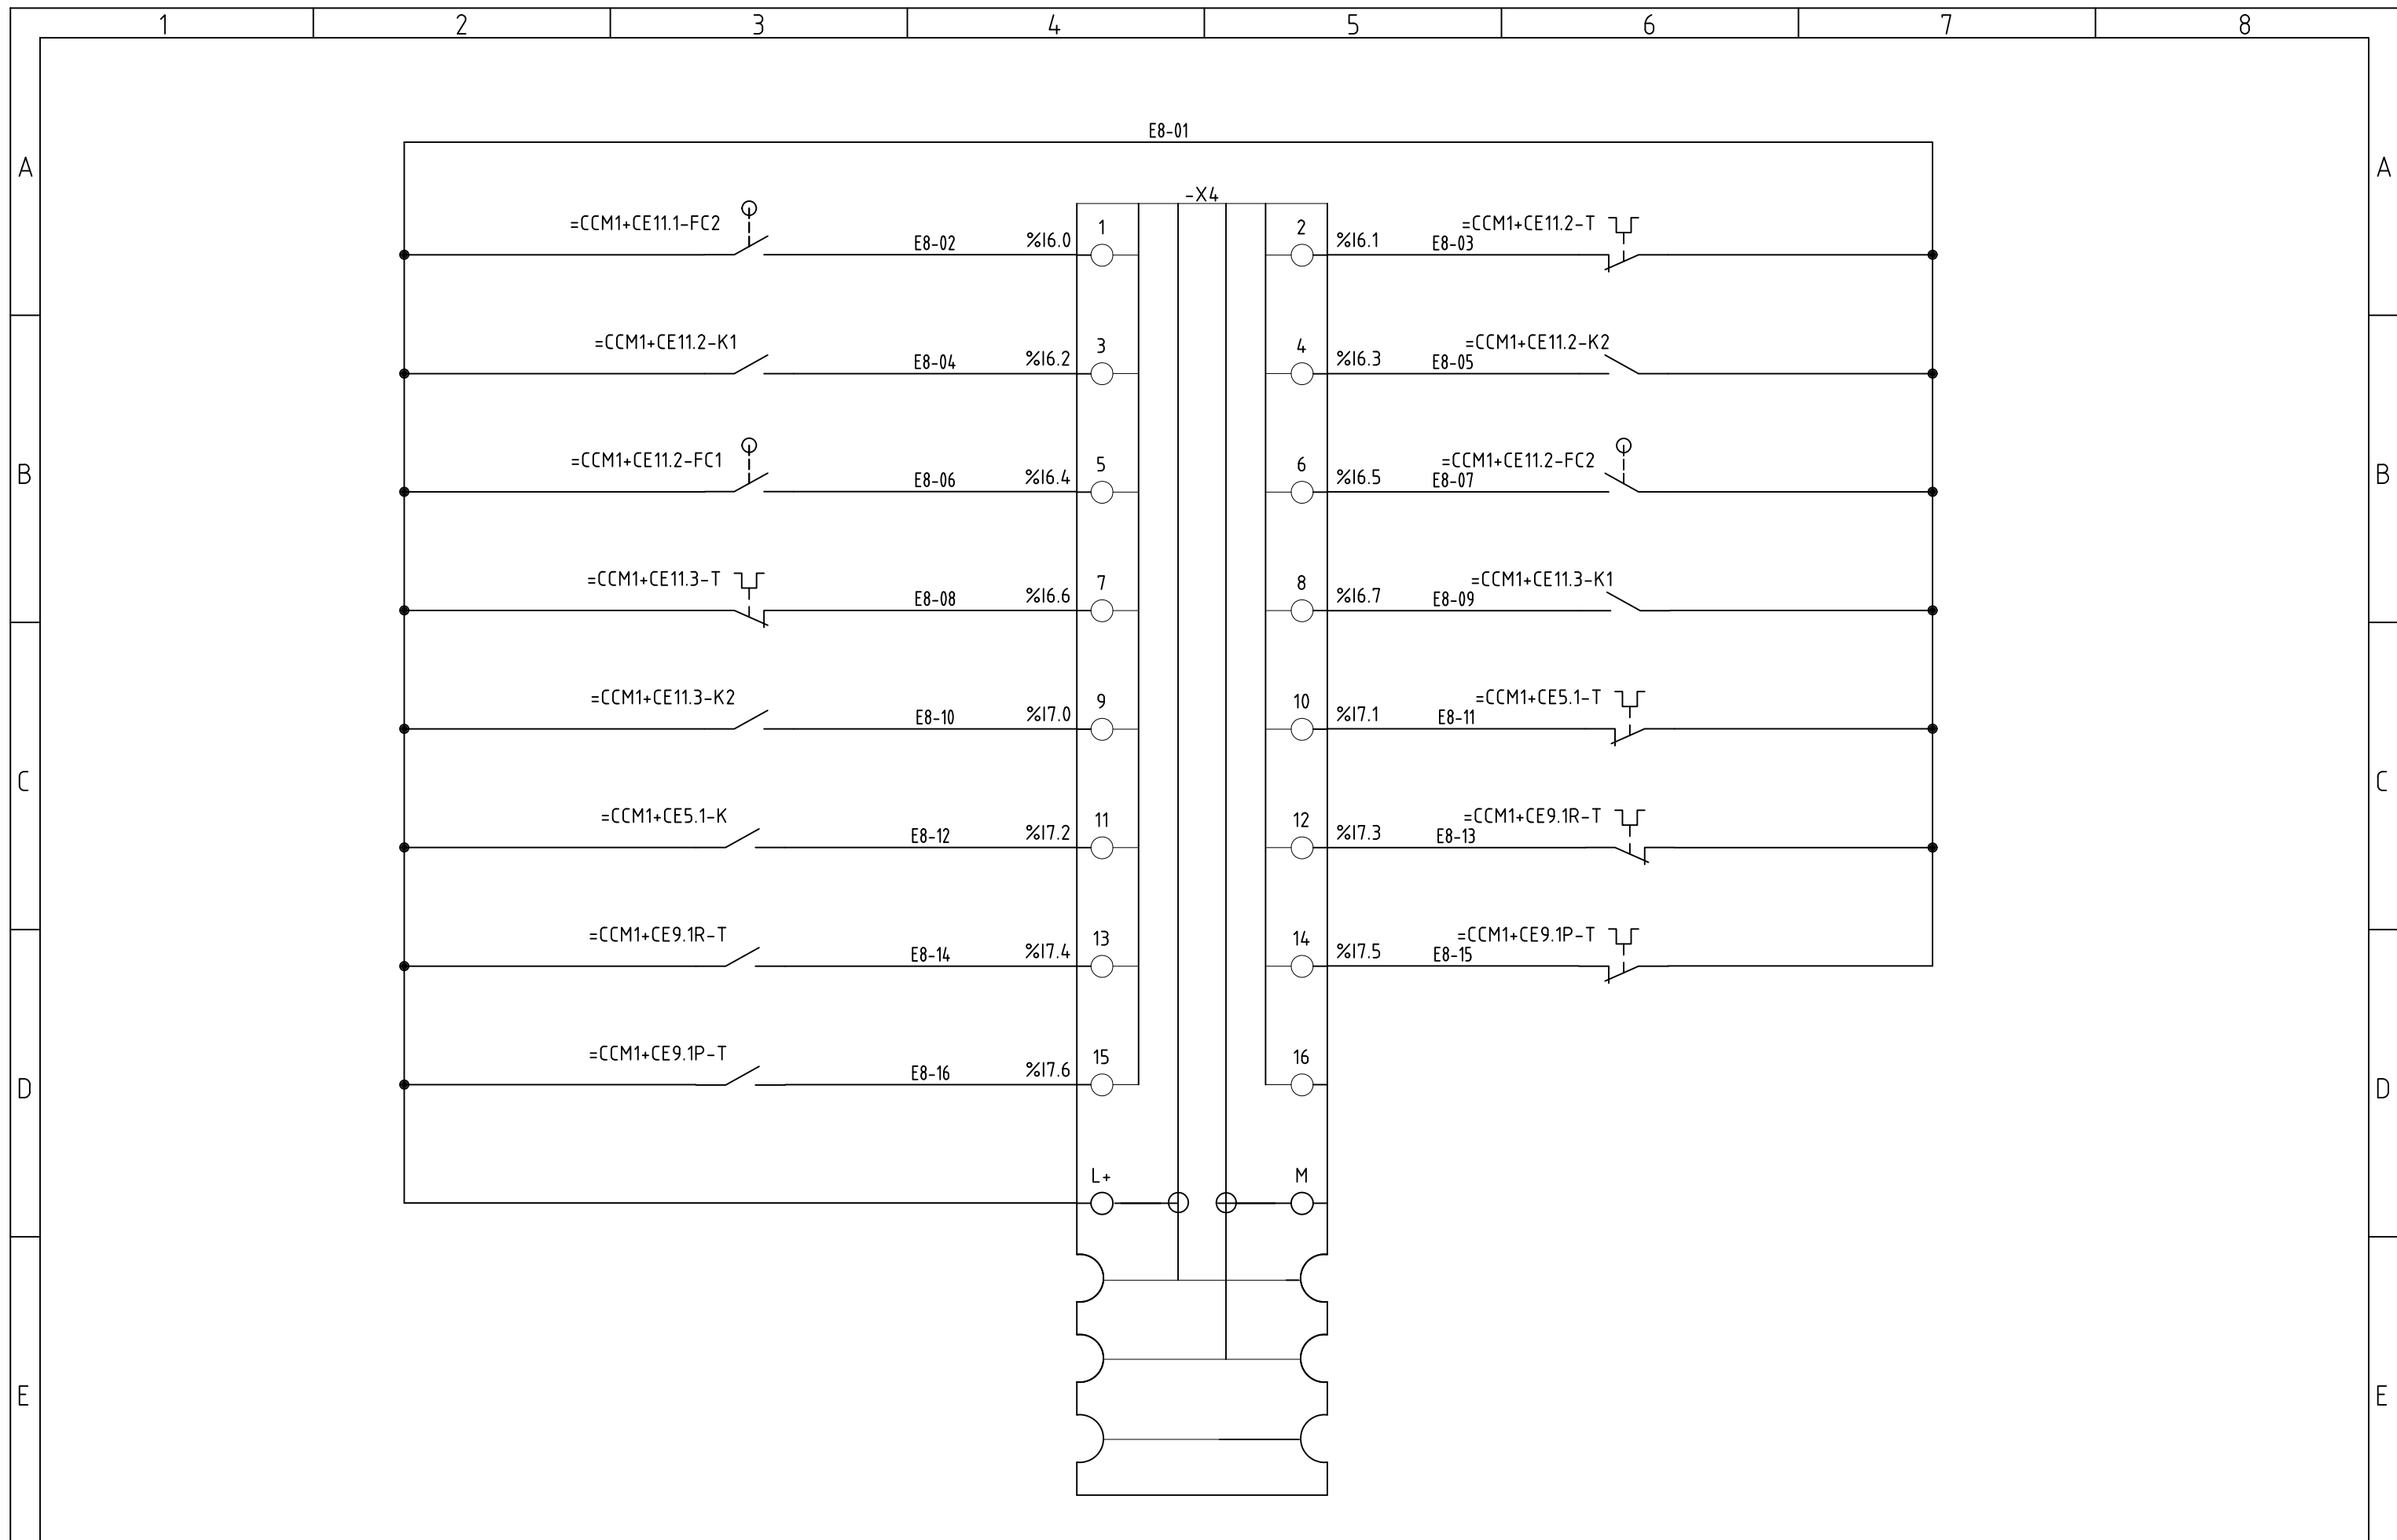 1 2 3 4 5 6 7 8
E8-01
A A
-X4
=CCM1+CE11.1-FC2 1 2 =CCM1+CE11.2-T
E8-02 %I6.0 %I6.1 E8-03
=CCM1+CE11.2-K1 3 4 =CCM1+CE11.2-K2
E8-04 %I6.2 %I6.3 E8-05
B B
=CCM1+CE11.2-FC1 5 6 =CCM1+CE11.2-FC2
E8-06 %I6.4 %I6.5 E8-07
=CCM1+CE11.3-T 7 8 =CCM1+CE11.3-K1
E8-08 %I6.6 %I6.7 E8-09
=CCM1+CE11.3-K2 9 10 =CCM1+CE5.1-T
E8-10 %I7.0 %I7.1 E8-11
C C
=CCM1+CE5.1-K 11 12 =CCM1+CE9.1R-T
E8-12 %I7.2 %I7.3 E8-13
=CCM1+CE9.1R-T 13 14 =CCM1+CE9.1P-T
E8-14 %I7.4 %I7.5 E8-15
=CCM1+CE9.1P-T 15 16
E8-16 %I7.6
D D
L+ M
E E